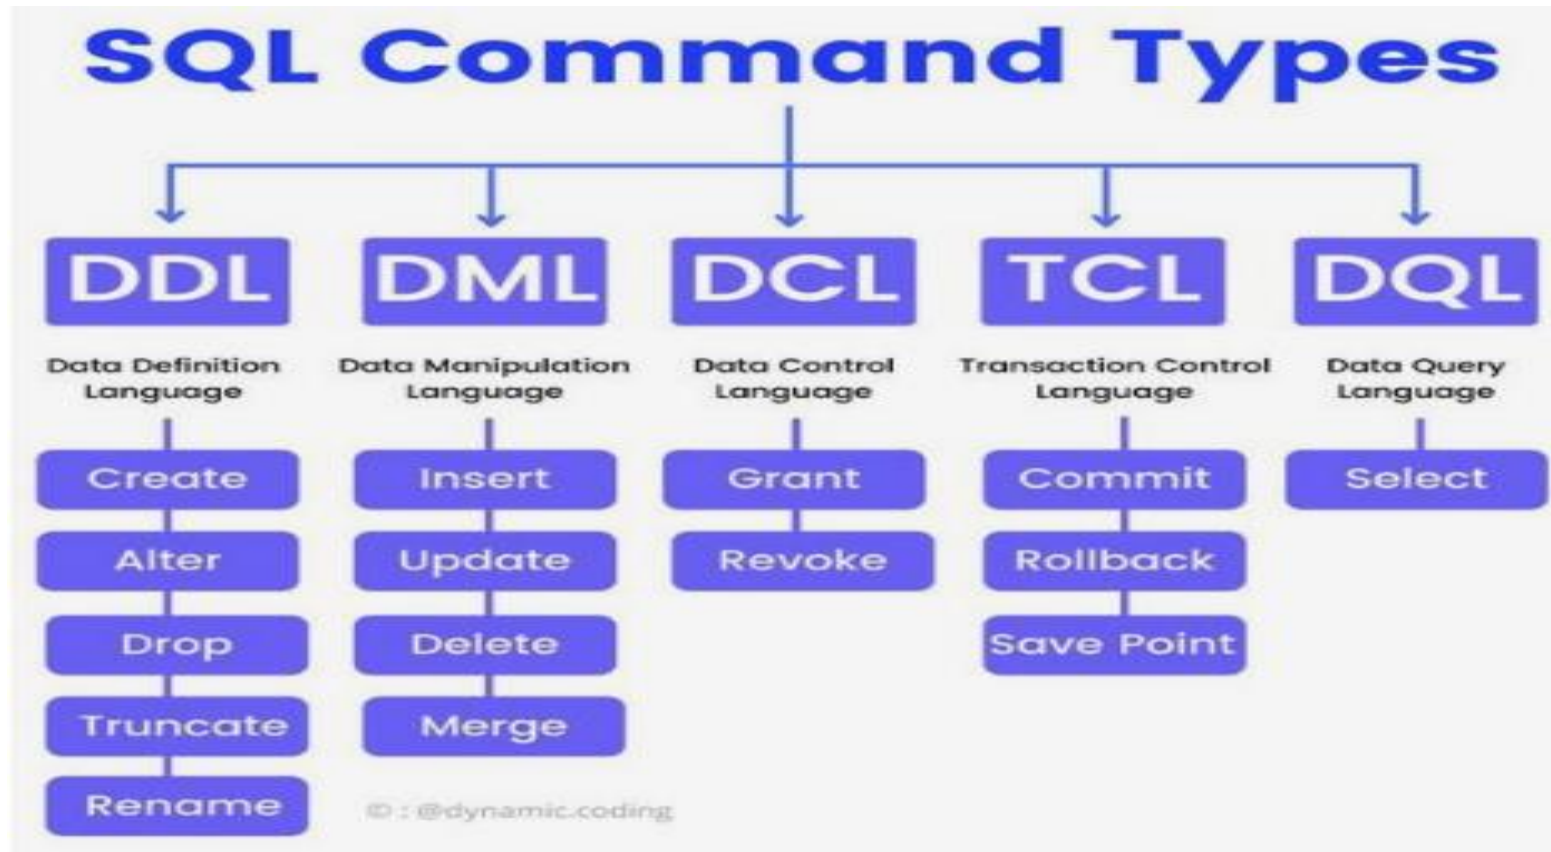 SQL Command Types
DDL
DML
DCL
TCL
DQL
Data Definition
Language
Data Manipulation
Language
Data Control
Language
Transaction Control
Language
Data Query
Language
Create
Alter
Drop
Truncate
Rename
Insert
Update
Delete
Merge
Grant
Revoke
Commit
Rollback
Save Point
Select
© : @dynamic.coding